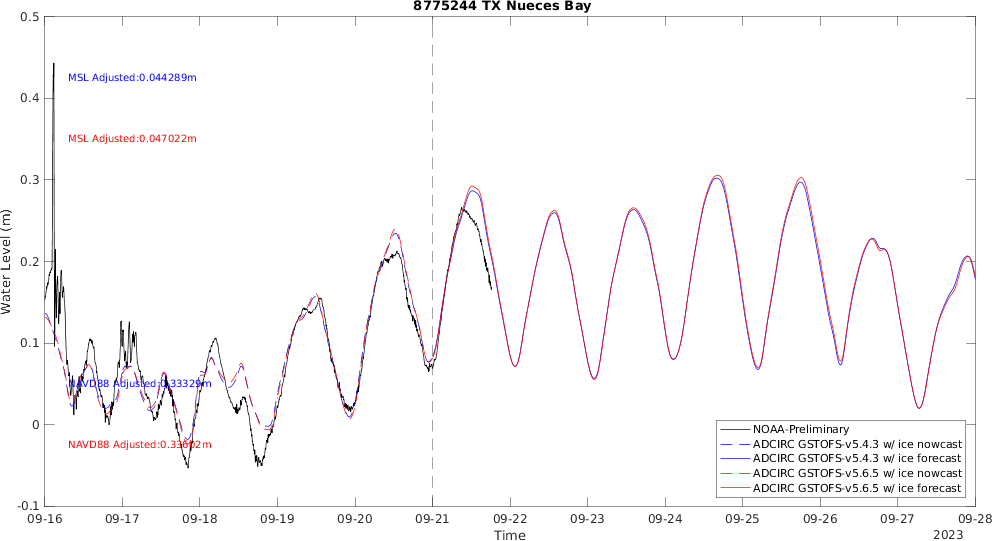 8775244 TX Nueces Bay
0.5
MSL Adjusted:0.044289m
0.4
MSL Adjusted:0.047022m
0.3
Water Level (m)
0.2
0.1
NAVD88 Adjusted:0.33329m
0
NAVD88 Adjusted:0.33602m
NOAA-Preliminary
ADCIRC GSTOFS-v5.4.3 w/ ice nowcast
ADCIRC GSTOFS-v5.4.3 w/ ice forecast
ADCIRC GSTOFS-v5.6.5 w/ ice nowcast
ADCIRC GSTOFS-v5.6.5 w/ ice forecast
-0.1
09-16 09-17 09-18 09-19 09-20 09-21 09-22 09-23 09-24 09-25 09-26 09-27 09-28
Time
2023